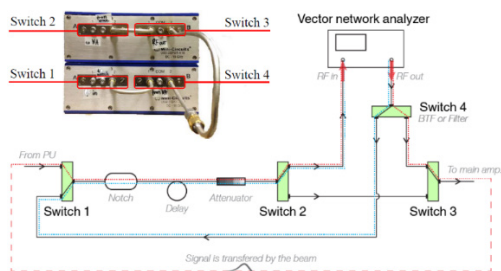 Switch 2
Switch 3
Switch 1
Switch 4
Vector network analyzer
RF in
RF out
Switch 4
BTF or Filter
From PU
To main amp.
Switch 1
Notch
Delay
Attenuator
Switch 2
Switch 3
Signal is transfered by the beam